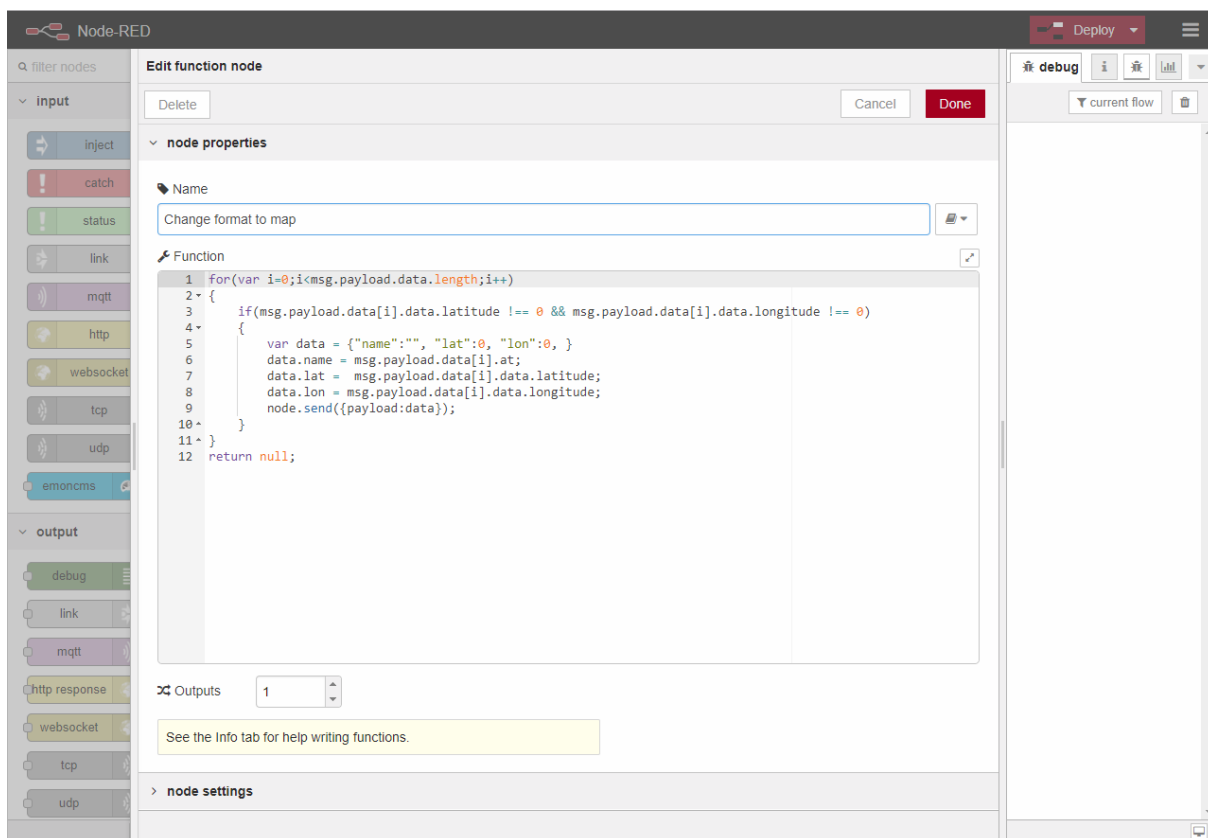 Node-RED
Deploy
filter nodes
input
inject
catch
status
link
mqtt
http
websocket
tcp
udp
emoncms
output
debug
link
mqtt
http response
websocket
tcp
udp
Edit function node
Delete
Cancel
Done
node properties
Name
Change format to map
Function
1 for(var i=0;i<msg.payload.data.length;i++)
2 {
3 if(msg.payload.data[i].data.latitude !== 0 && msg.payload.data[i].data.longitude !== 0)
4 {
5 var data = {"name":"", "lat":0, "lon":0, }
6 data.name = msg.payload.data[i].at;
7 data.lat =  msg.payload.data[i].data.latitude;
8 data.lon = msg.payload.data[i].data.longitude;
9 node.send({payload:data});
10 }
11 }
12 return null;
Outputs
1
See the Info tab for help writing functions.
node settings
debug
i
current flow